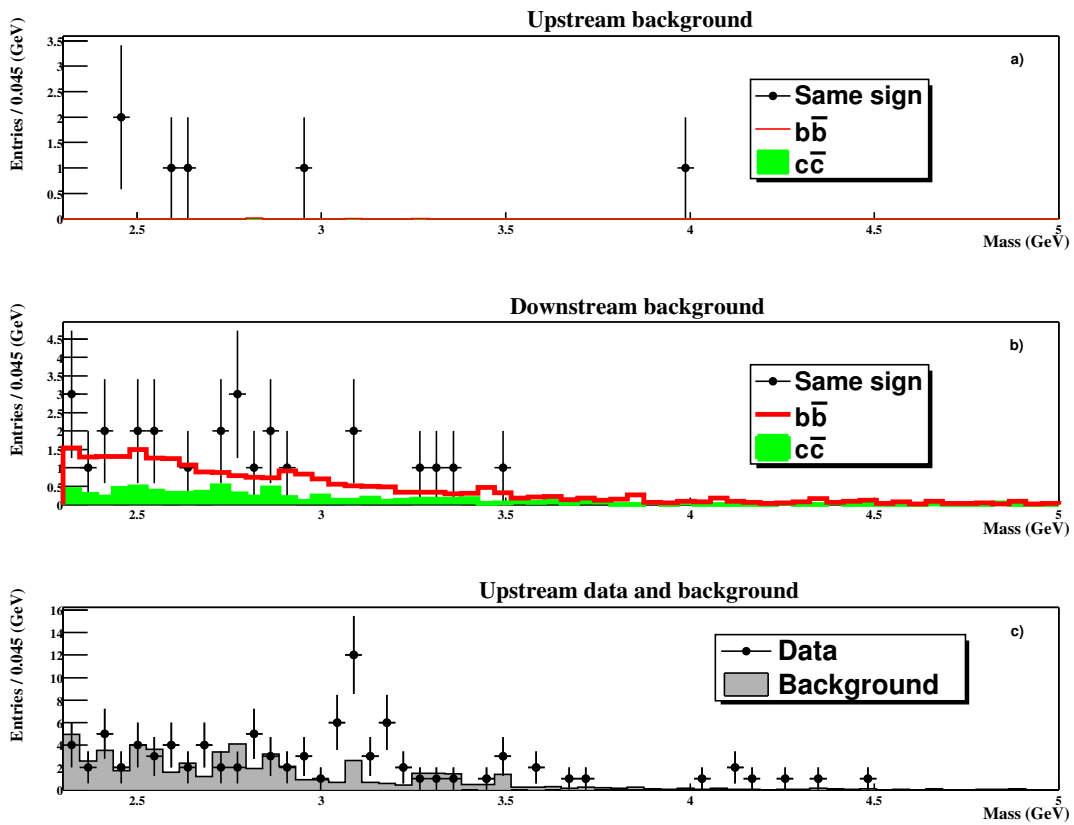 Upstream background
Entries / 0.045 (GeV)
3.5
3
2.5
2
1.5
1
0.5
0
a)
Same sign
bb̅
cc̅
2.5 3 3.5 4 4.5 5
Mass (GeV)
Downstream background
Entries / 0.045 (GeV)
4.5
4
3.5
3
2.5
2
1.5
1
0.5
0
b)
Same sign
bb̅
cc̅
2.5 3 3.5 4 4.5 5
Mass (GeV)
Upstream data and background
Entries / 0.045 (GeV)
16
14
12
10
8
6
4
2
0
c)
Data
Background
2.5 3 3.5 4 4.5 5
Mass (GeV)